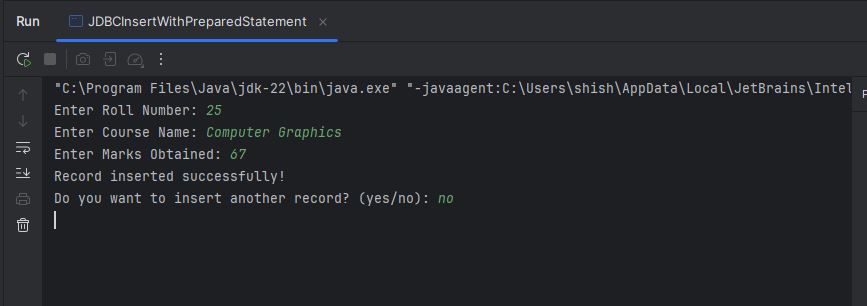 Run JDBCInsertWithPreparedStatement
"C:\Program Files\Java\jdk-22\bin\java.exe" "-javaagent:C:\Users\shish\AppData\Local\JetBrains\Intel
Enter Roll Number: 25
Enter Course Name: Computer Graphics
Enter Marks Obtained: 67
Record inserted successfully!
Do you want to insert another record? (yes/no): no